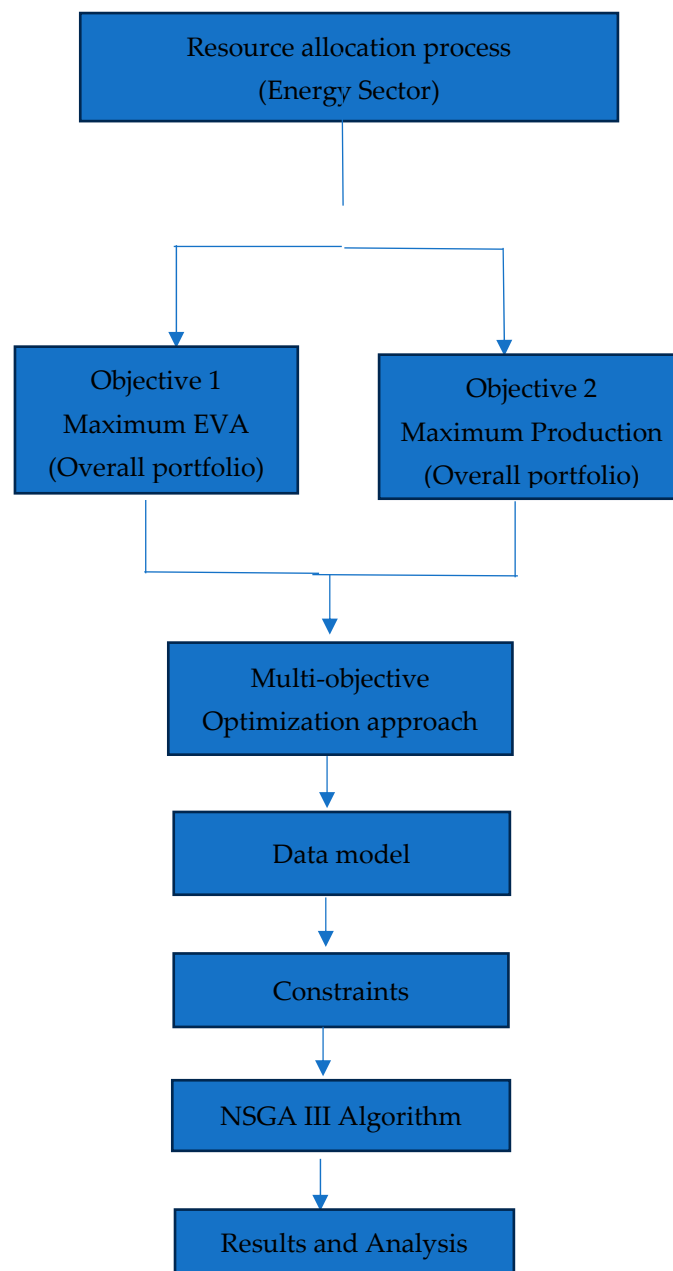 Resource allocation process
(Energy Sector)
Objective 1
Maximum EVA
(Overall portfolio)
Objective 2
Maximum Production
(Overall portfolio)
Multi-objective
Optimization approach
Data model
Constraints
NSGA III Algorithm
Results and Analysis